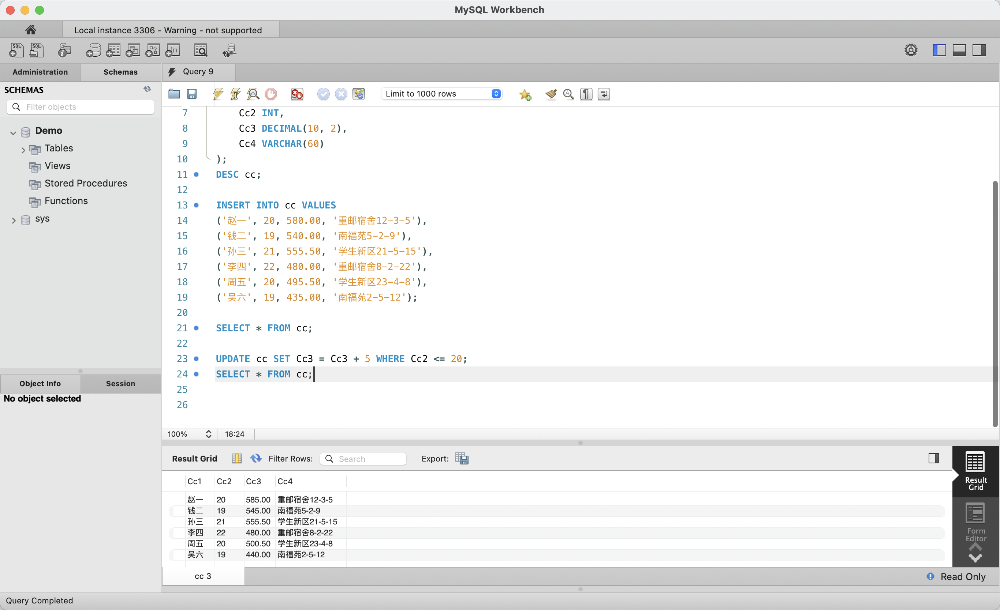 MySQL Workbench
Local instance 3306 - Warning - not supported
SQL SQL
Administration Schemas Query 9
SCHEMAS
Limit to 1000 rows
Filter objects
Demo
Tables
Views
Stored Procedures
Functions
sys
7 Cc2 INT,
8 Cc3 DECIMAL(10, 2),
9 Cc4 VARCHAR(60)
10 );
11 DESC cc;
12
13 INSERT INTO cc VALUES
14 ('赵一', 20, 580.00, '重邮宿舍12-3-5'),
15 ('钱二', 19, 540.00, '南福苑5-2-9'),
16 ('孙三', 21, 555.50, '学生新区21-5-15'),
17 ('李四', 22, 480.00, '重邮宿舍8-2-22'),
18 ('周五', 20, 495.50, '学生新区23-4-8'),
19 ('吴六', 19, 435.00, '南福苑2-5-12');
20
21 SELECT * FROM cc;
22
23 UPDATE cc SET Cc3 = Cc3 + 5 WHERE Cc2 <= 20;
24 SELECT * FROM cc;
25
26
Object Info Session
No object selected
100% 18:24
Result Grid Filter Rows: Search Export:
Cc1 Cc2 Cc3 Cc4
赵一 20 585.00 重邮宿舍12-3-5
钱二 19 545.00 南福苑5-2-9
孙三 21 555.50 学生新区21-5-15
李四 22 480.00 重邮宿舍8-2-22
周五 20 500.50 学生新区23-4-8
吴六 19 440.00 南福苑2-5-12
Result
Grid
Form
Editor
cc 3
Read Only
Query Completed